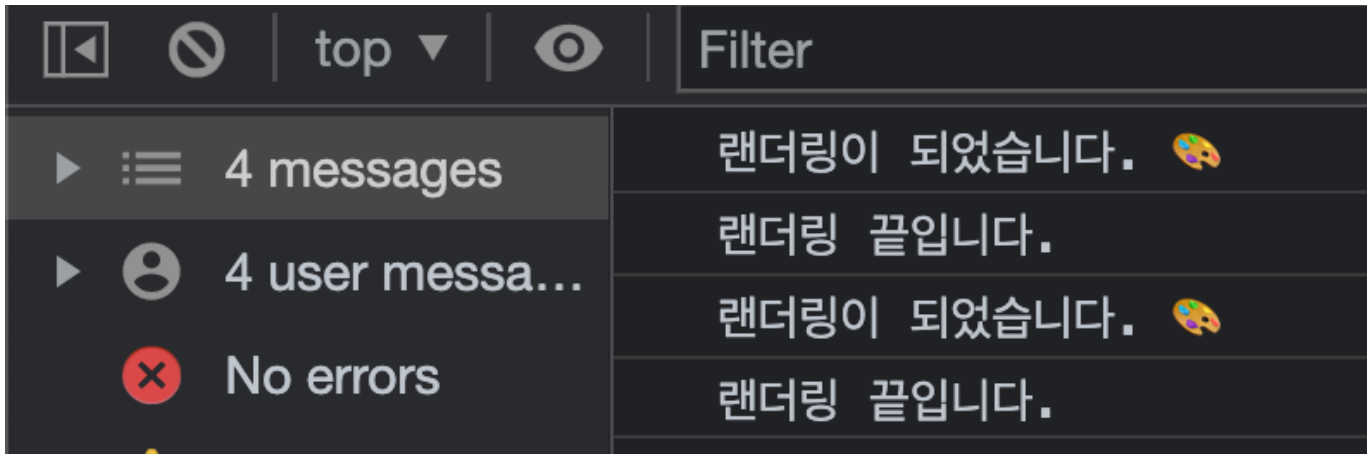 top ▼
Filter
4 messages
4 user messa…
No errors
랜더링이 되었습니다. 🎨
랜더링 끝입니다.
랜더링이 되었습니다. 🎨
랜더링 끝입니다.